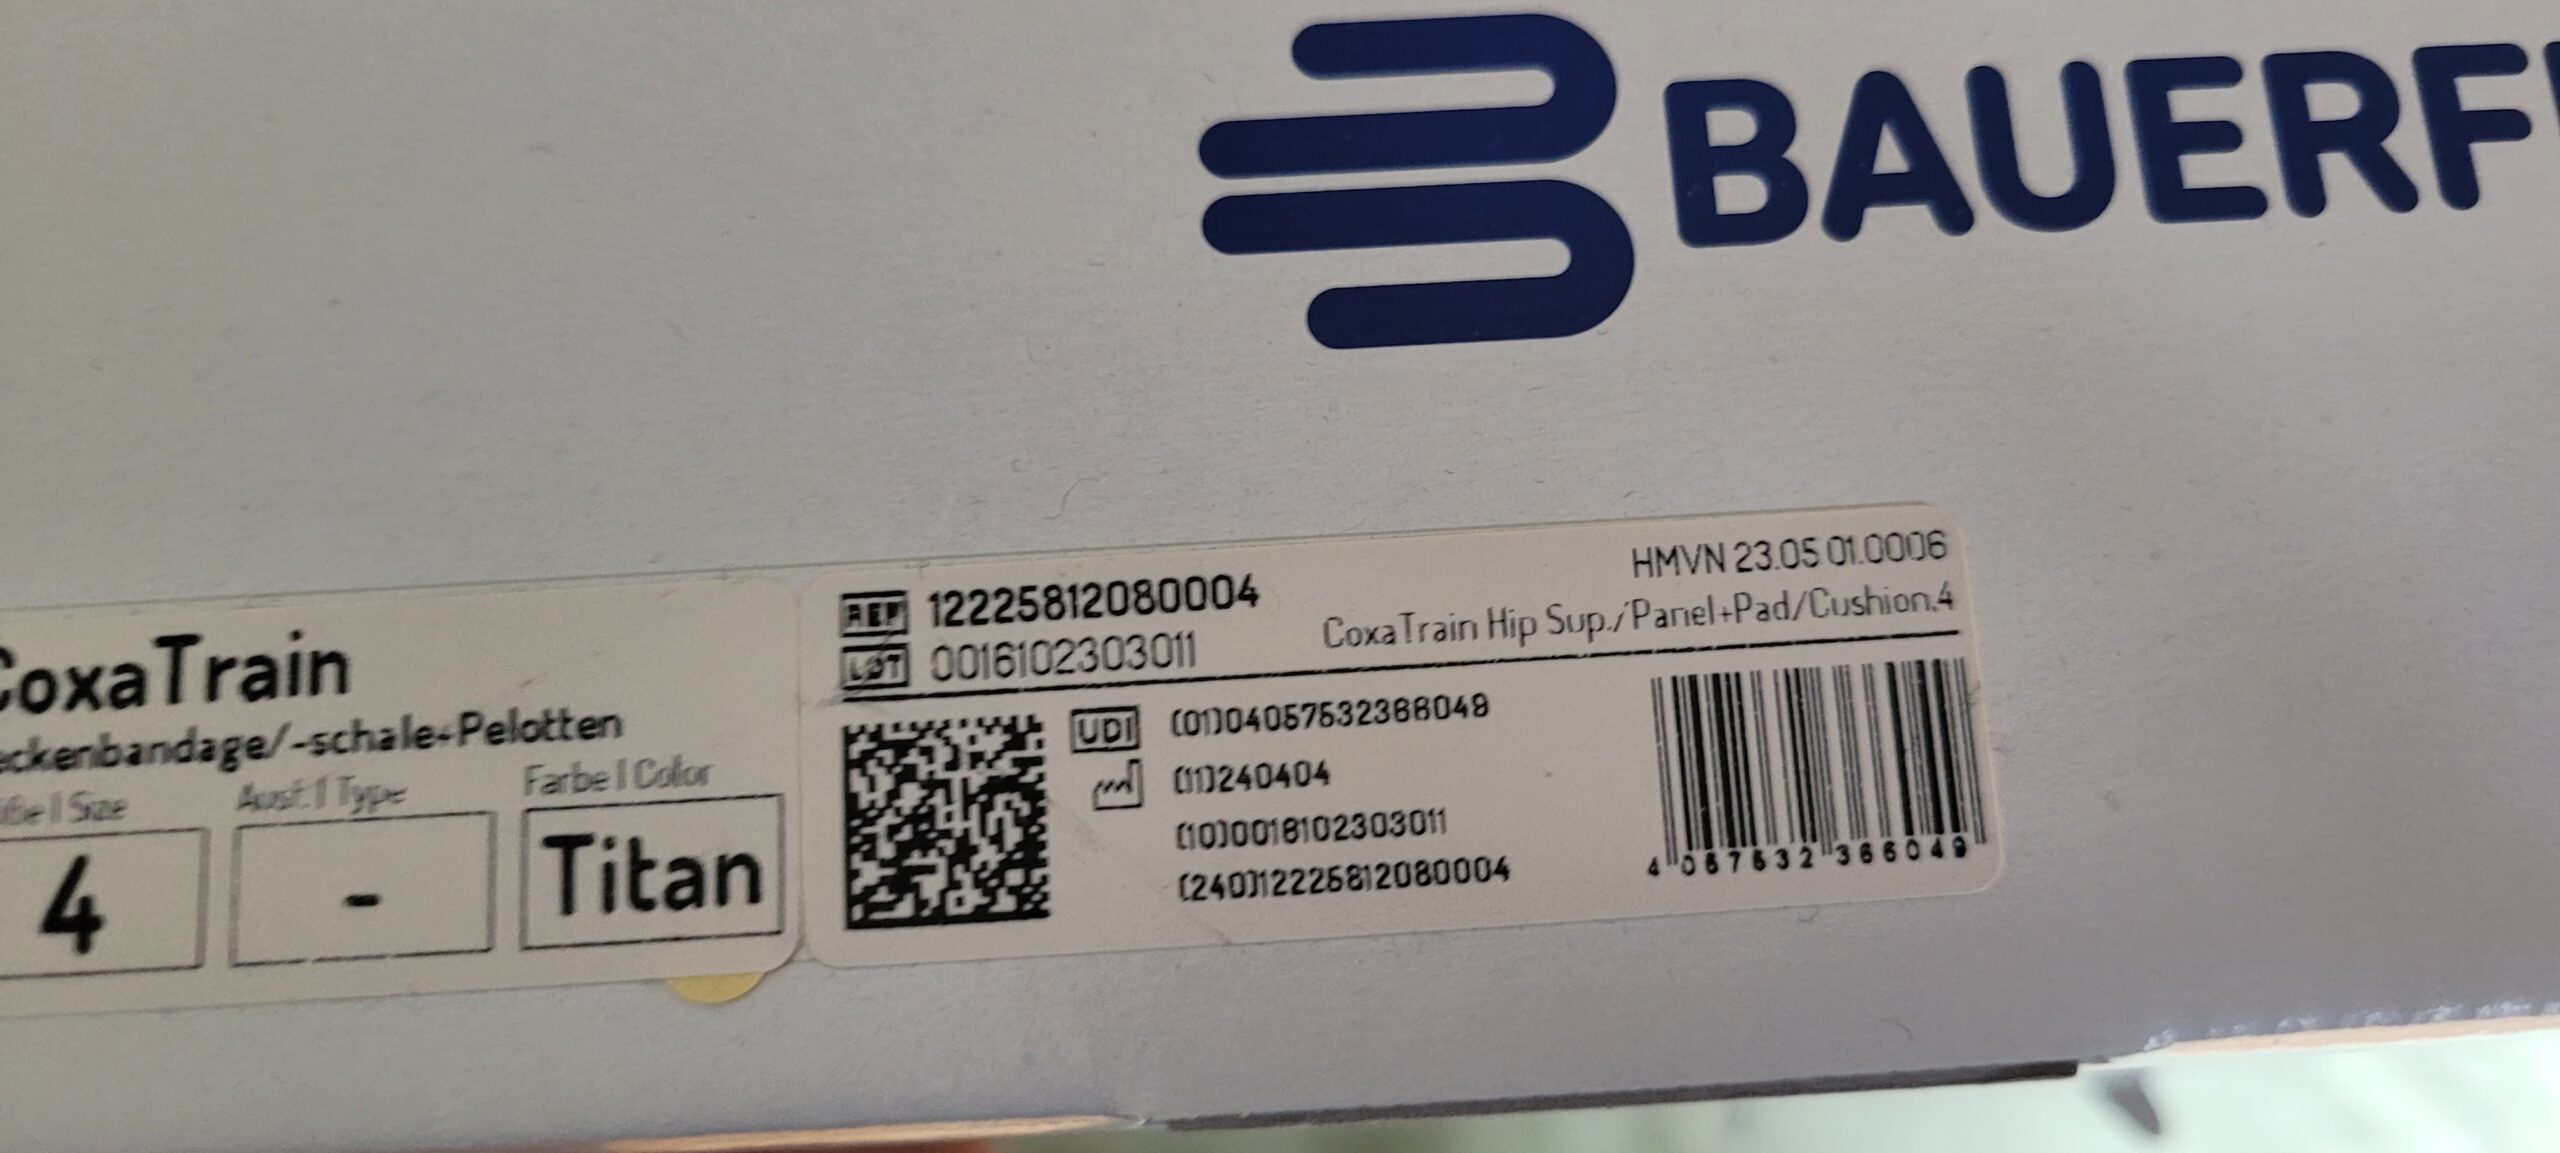 BAUERF
CoxaTrain
eckenbandage/-schale+Pelotten
ße | Size
Ausf. | Type
Farbe | Color
4
-
Titan
REF 12225812080004
LOT 0016102303011
HMVN 23.05.01.0006
CoxaTrain Hip Sup./Panel+Pad/Cushion,4
UDI (01)04057532366049
(11)240404
(10)0016102303011
(240)12225812080004
4 057532 366049